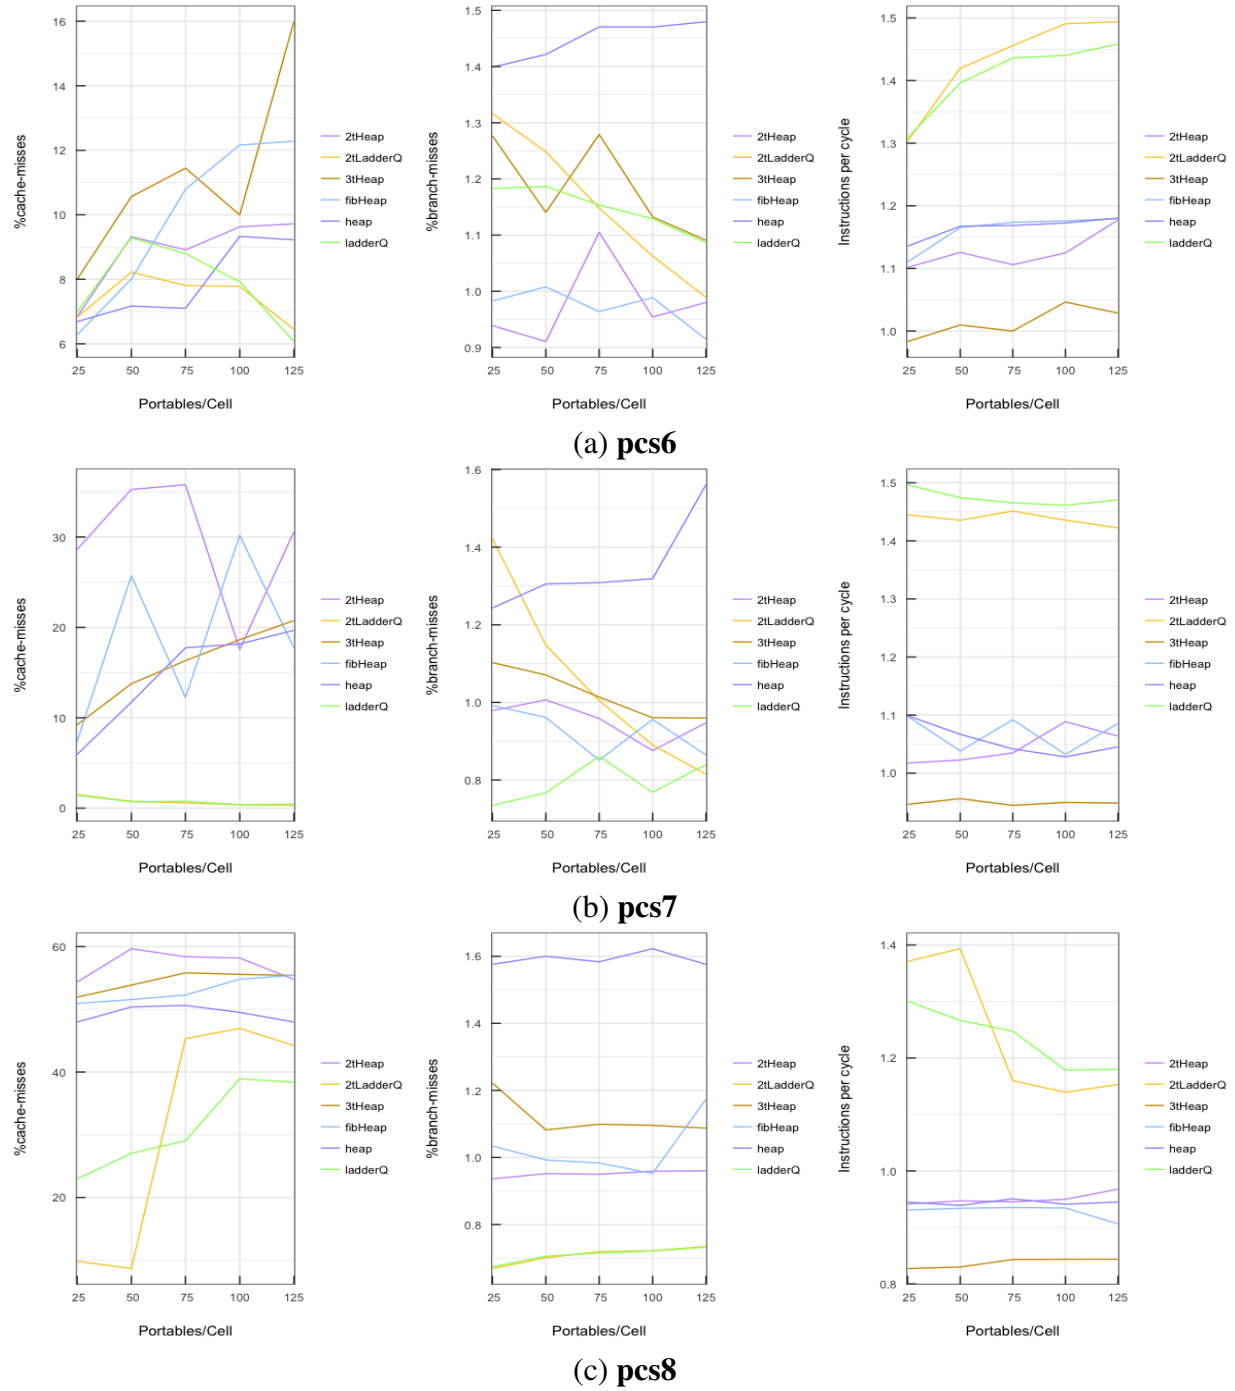 %cache-misses
16
14
12
10
8
6
25 50 75 100 125
Portables/Cell
2tHeap
2tLadderQ
3tHeap
fibHeap
heap
ladderQ
%branch-misses
1.5
1.4
1.3
1.2
1.1
1.0
0.9
25 50 75 100 125
Portables/Cell
2tHeap
2tLadderQ
3tHeap
fibHeap
heap
ladderQ
Instructions per cycle
1.5
1.4
1.3
1.2
1.1
1.0
25 50 75 100 125
Portables/Cell
2tHeap
2tLadderQ
3tHeap
fibHeap
heap
ladderQ
(a) pcs6
%cache-misses
30
20
10
0
25 50 75 100 125
Portables/Cell
2tHeap
2tLadderQ
3tHeap
fibHeap
heap
ladderQ
%branch-misses
1.6
1.4
1.2
1.0
0.8
25 50 75 100 125
Portables/Cell
2tHeap
2tLadderQ
3tHeap
fibHeap
heap
ladderQ
Instructions per cycle
1.5
1.4
1.3
1.2
1.1
1.0
25 50 75 100 125
Portables/Cell
2tHeap
2tLadderQ
3tHeap
fibHeap
heap
ladderQ
(b) pcs7
%cache-misses
60
40
20
25 50 75 100 125
Portables/Cell
2tHeap
2tLadderQ
3tHeap
fibHeap
heap
ladderQ
%branch-misses
1.6
1.4
1.2
1.0
0.8
25 50 75 100 125
Portables/Cell
2tHeap
2tLadderQ
3tHeap
fibHeap
heap
ladderQ
Instructions per cycle
1.4
1.2
1.0
0.8
25 50 75 100 125
Portables/Cell
2tHeap
2tLadderQ
3tHeap
fibHeap
heap
ladderQ
(c) pcs8